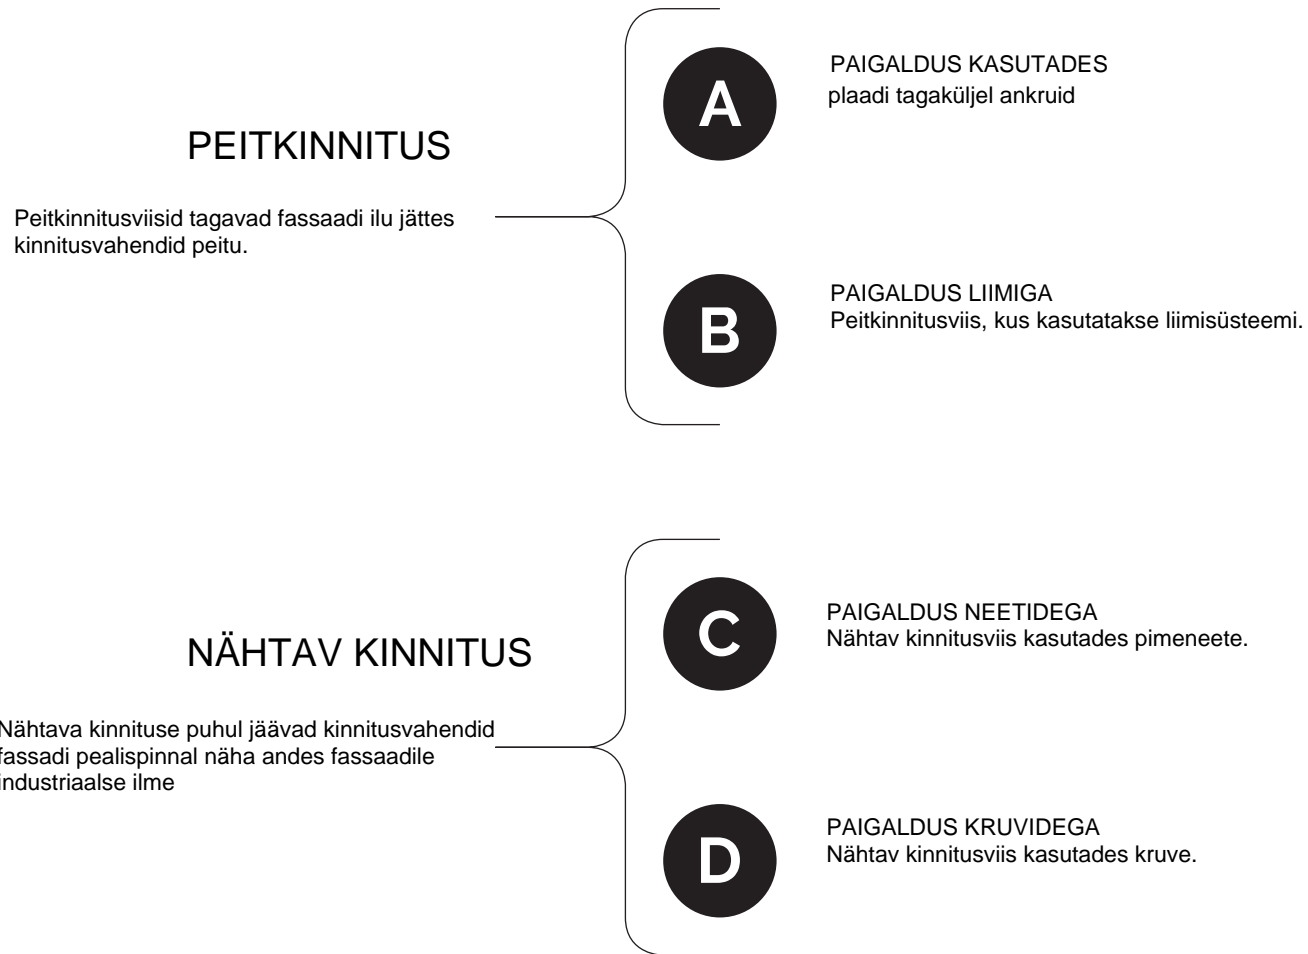 PEITKINNITUS
Peitkinnitusviisid tagavad fassaadi ilu jättes
kinnitusvahendid peitu.
A
PAIGALDUS KASUTADES
plaadi tagaküljel ankruid
B
PAIGALDUS LIIMIGA
Peitkinnitusviis, kus kasutatakse liimisüsteemi.
NÄHTAV KINNITUS
Nähtava kinnituse puhul jäävad kinnitusvahendid
fassadi pealispinnal näha andes fassaadile
industriaalse ilme
C
PAIGALDUS NEETIDEGA
Nähtav kinnitusviis kasutades pimeneete.
D
PAIGALDUS KRUVIDEGA
Nähtav kinnitusviis kasutades kruve.